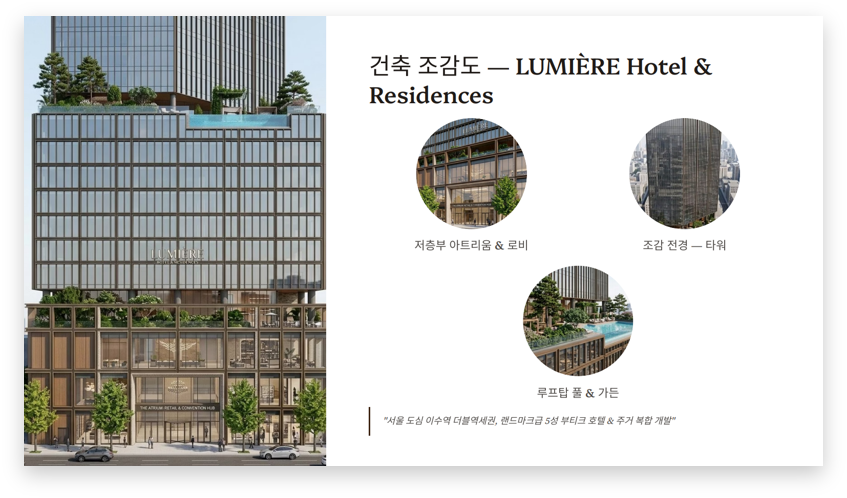 건축 조감도 — LUMIÈRE Hotel &
Residences
저층부 아트리움 & 로비
조감 전경 — 타워
루프탑 풀 & 가든
"서울 도심 이수역 더블역세권, 랜드마크급 5성 부티크 호텔 & 주거 복합 개발"
LUMIÈRE
THE ATRIUM RETAIL & CONVENTION HUB